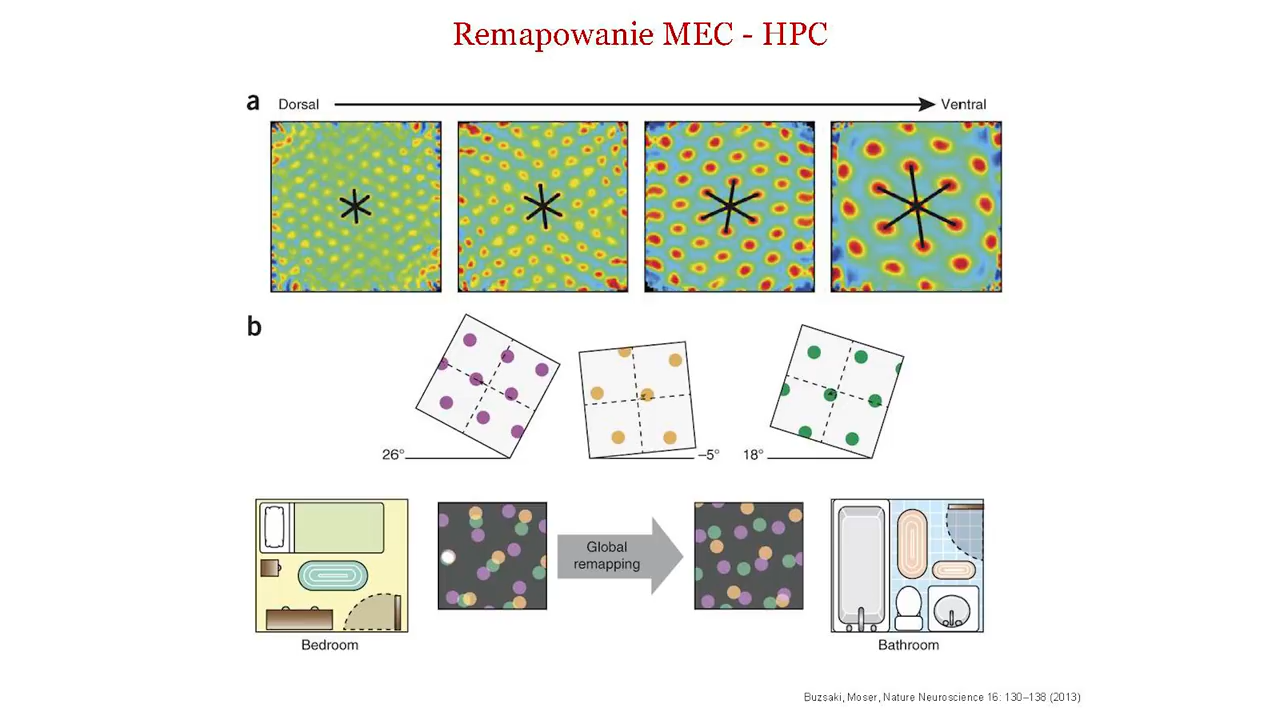 Remapowanie MEC - HPC
a
Dorsal
Ventral
b
26°
–5°
18°
Global
remapping
Bedroom
Bathroom
Buzsaki, Moser, Nature Neuroscience 16: 130–138 (2013)